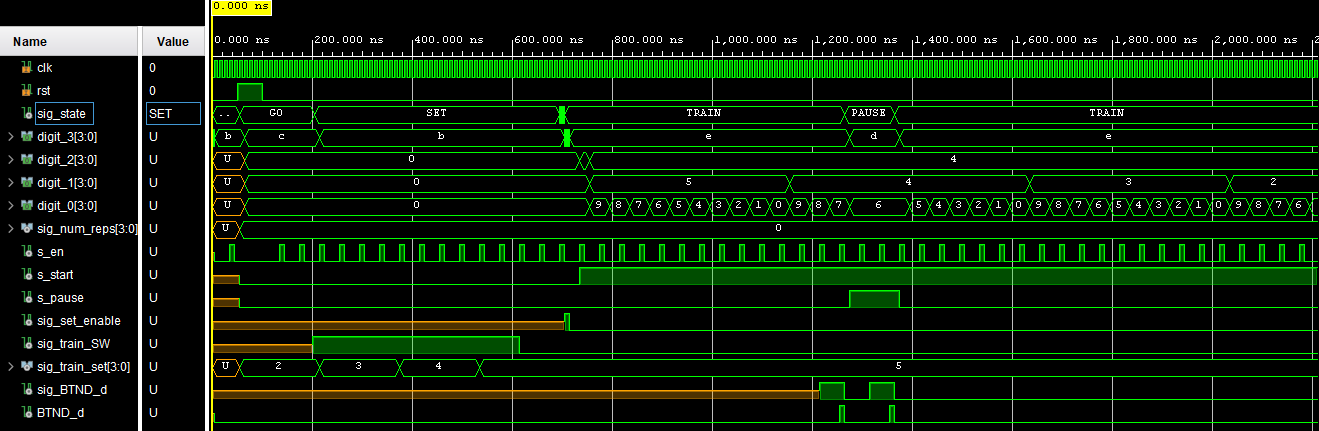 0.000 ns
Name Value 0.000 ns 200.000 ns 400.000 ns 600.000 ns 800.000 ns 1,000.000 ns 1,200.000 ns 1,400.000 ns 1,600.000 ns 1,800.000 ns 2,000.000 ns
clk 0
rst 0
sig_state SET .. GO SET TRAIN PAUSE TRAIN
digit_3[3:0] U b c b e d e
digit_2[3:0] U U 0 4
digit_1[3:0] U U 0 5 4 3 2
digit_0[3:0] U U 0 9 8 7 6 5 4 3 2 1 0 9 8 7 6 5 4 3 2 1 0 9 8 7 6 5 4 3 2 1 0 9 8 7 6
sig_num_reps[3:0] U U 0
s_en U
s_start U
s_pause U
sig_set_enable U
sig_train_SW U
sig_train_set[3:0] U U 2 3 4 5
sig_BTND_d U
BTND_d U